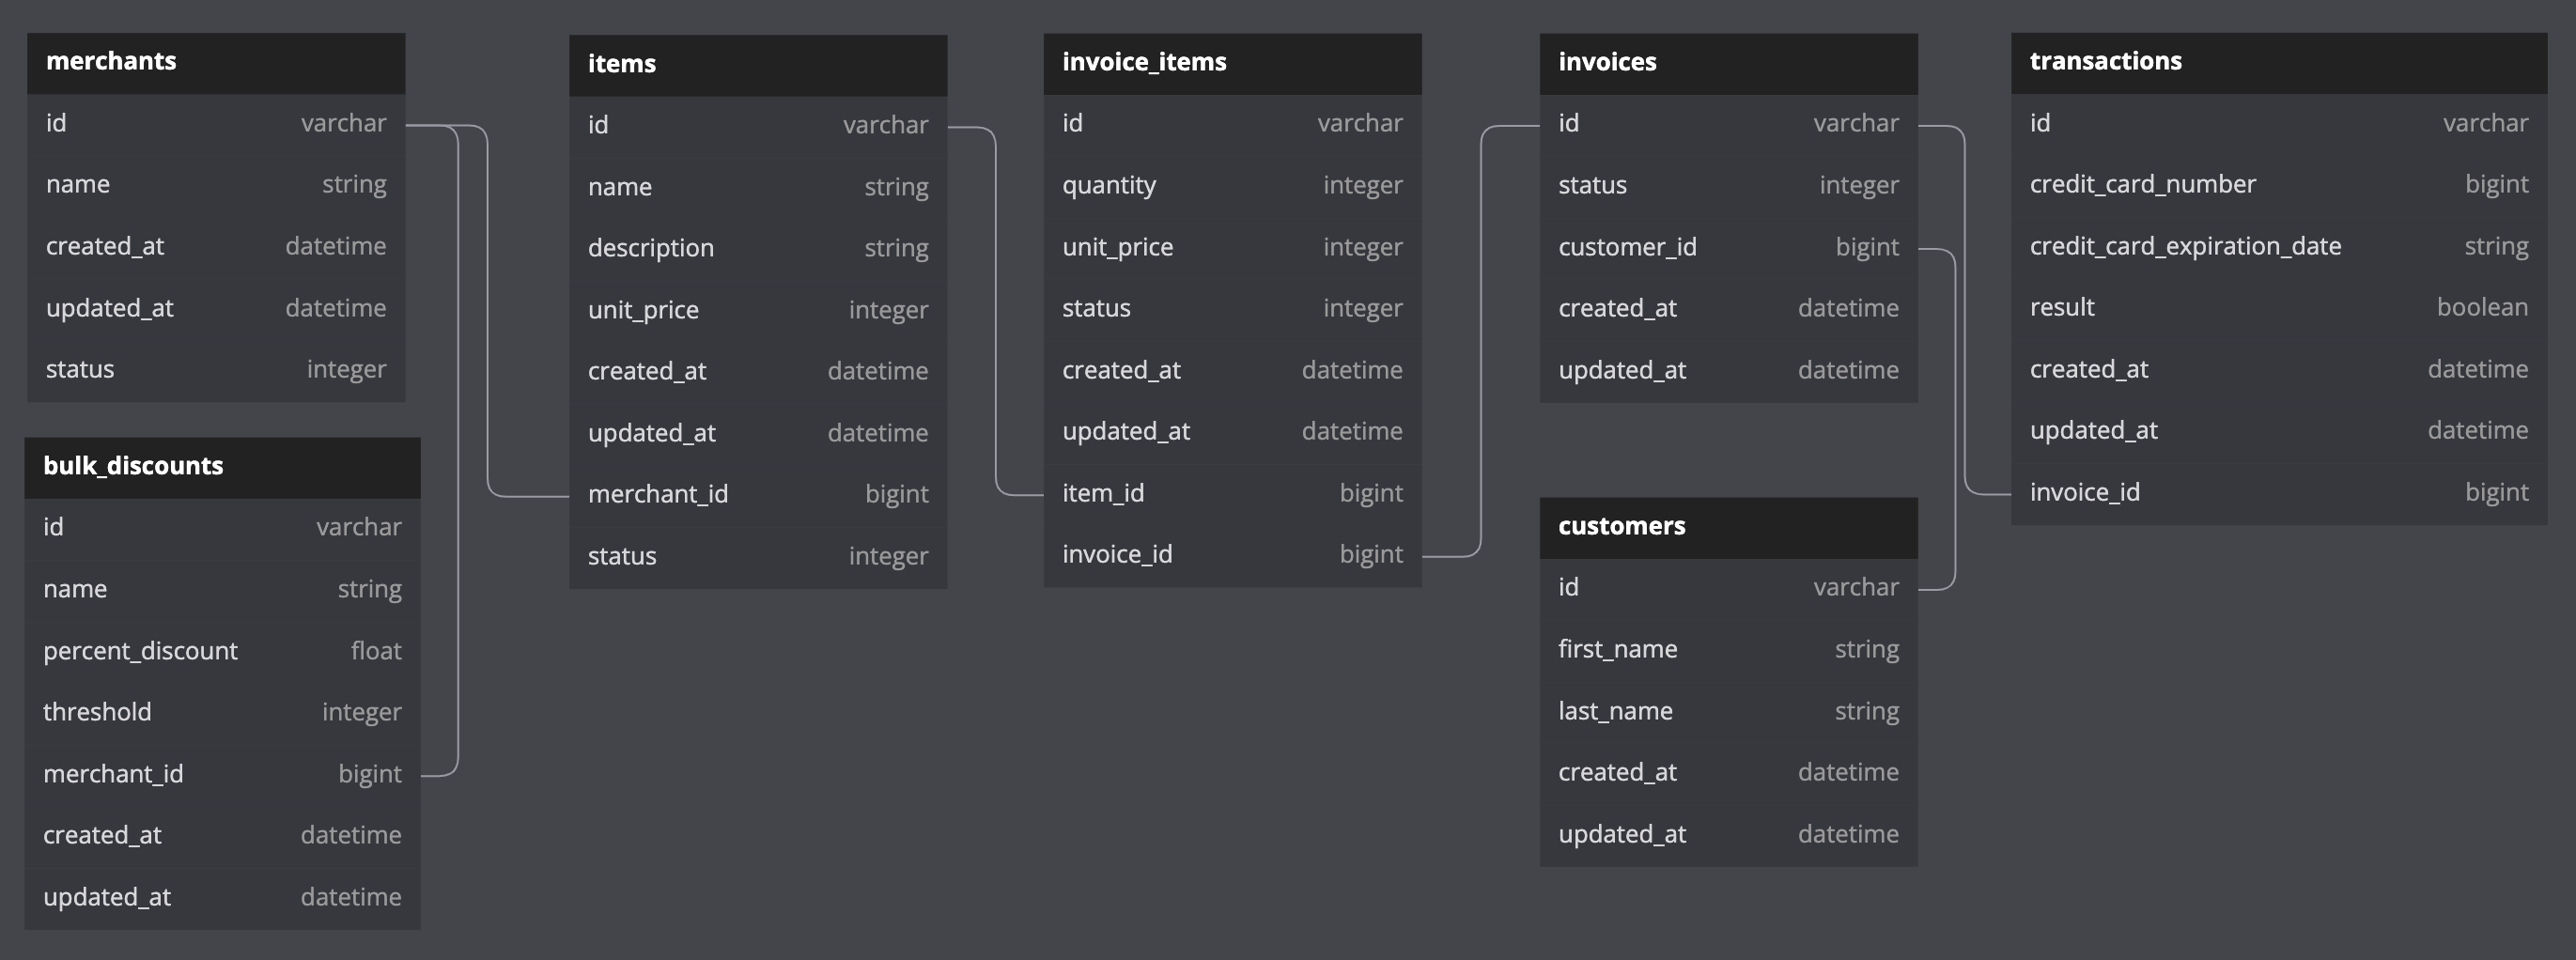 merchants
id varchar
name string
created_at datetime
updated_at datetime
status integer
bulk_discounts
id varchar
name string
percent_discount float
threshold integer
merchant_id bigint
created_at datetime
updated_at datetime
items
id varchar
name string
description string
unit_price integer
created_at datetime
updated_at datetime
merchant_id bigint
status integer
invoice_items
id varchar
quantity integer
unit_price integer
status integer
created_at datetime
updated_at datetime
item_id bigint
invoice_id bigint
invoices
id varchar
status integer
customer_id bigint
created_at datetime
updated_at datetime
customers
id varchar
first_name string
last_name string
created_at datetime
updated_at datetime
transactions
id varchar
credit_card_number bigint
credit_card_expiration_date string
result boolean
created_at datetime
updated_at datetime
invoice_id bigint